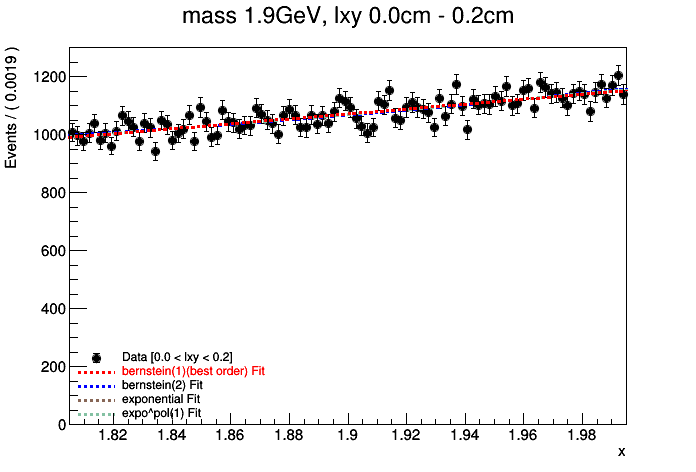 mass 1.9GeV, lxy 0.0cm - 0.2cm
Events / ( 0.0019 )
1200
1000
800
600
400
200
0
Data [0.0 < lxy < 0.2]
bernstein(1)(best order) Fit
bernstein(2) Fit
exponential Fit
expo^pol(1) Fit
1.82 1.84 1.86 1.88 1.9 1.92 1.94 1.96 1.98
x